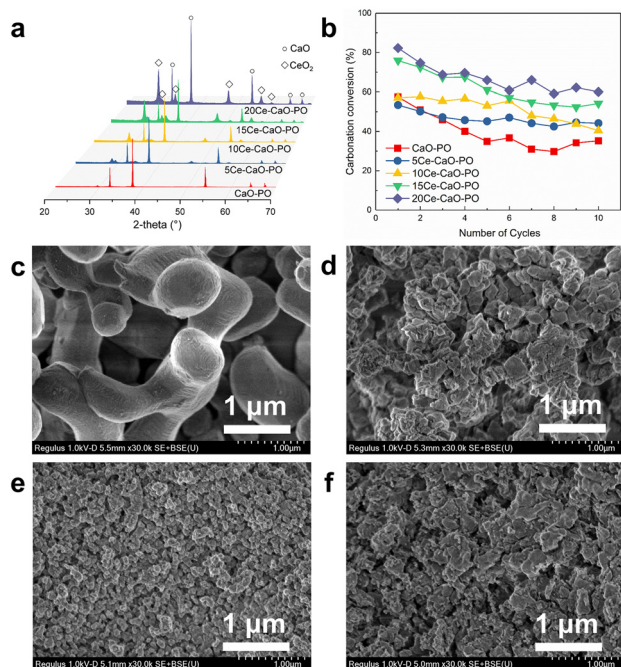 a
○ CaO
◇ CeO₂
20Ce-CaO-PO
15Ce-CaO-PO
10Ce-CaO-PO
5Ce-CaO-PO
CaO-PO
20 30 40 50 60 70
2-theta (°)
b
Carbonation conversion (%)
100
80
60
40
20
0
CaO-PO
5Ce-CaO-PO
10Ce-CaO-PO
15Ce-CaO-PO
20Ce-CaO-PO
0 2 4 6 8 10
Number of Cycles
c
1 µm
Regulus 1.0kV-D 5.5mm x30.0k SE+BSE(U) 1.00µm
d
1 µm
Regulus 1.0kV-D 5.3mm x30.0k SE+BSE(U) 1.00µm
e
1 µm
Regulus 1.0kV-D 5.1mm x30.0k SE+BSE(U) 1.00µm
f
1 µm
Regulus 1.0kV-D 5.0mm x30.0k SE+BSE(U) 1.00µm